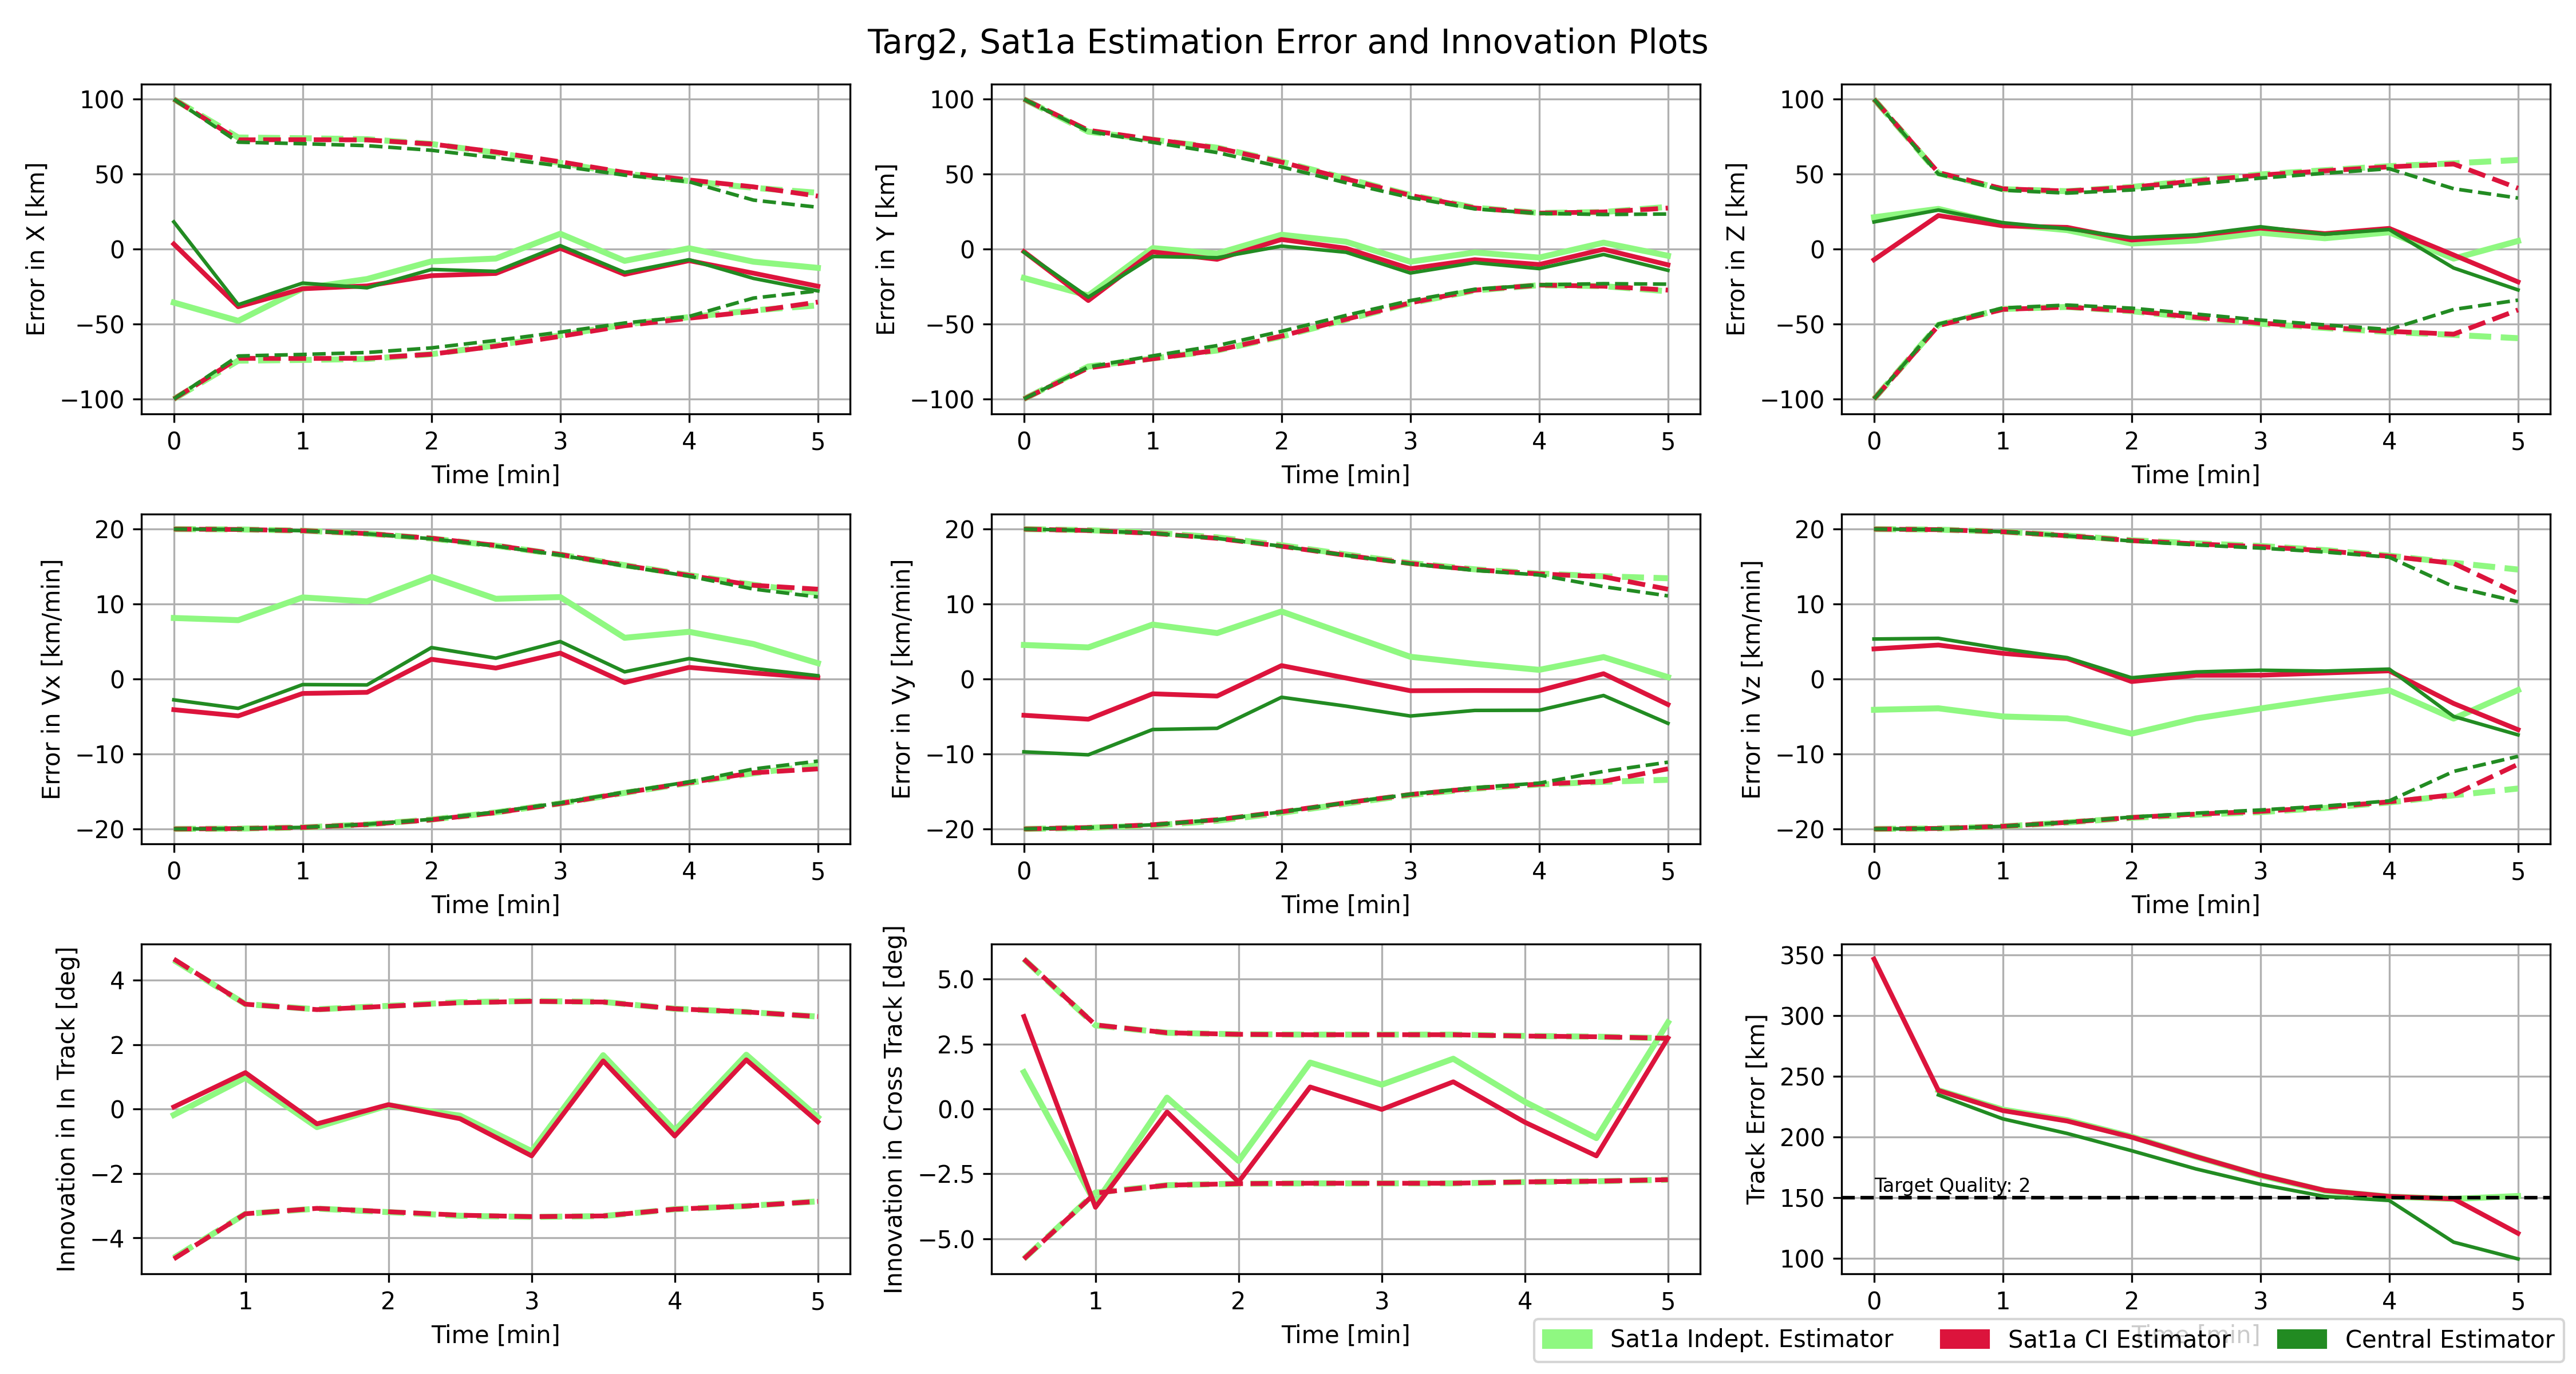 Targ2, Sat1a Estimation Error and Innovation Plots
Error in X [km]
100
50
0
−50
−100
0 1 2 3 4 5
Time [min]
Error in Y [km]
100
50
0
−50
−100
0 1 2 3 4 5
Time [min]
Error in Z [km]
100
50
0
−50
−100
0 1 2 3 4 5
Time [min]
Error in Vx [km/min]
20
10
0
−10
−20
0 1 2 3 4 5
Time [min]
Error in Vy [km/min]
20
10
0
−10
−20
0 1 2 3 4 5
Time [min]
Error in Vz [km/min]
20
10
0
−10
−20
0 1 2 3 4 5
Time [min]
Innovation in In Track [deg]
4
2
0
−2
−4
1 2 3 4 5
Time [min]
Innovation in Cross Track [deg]
5.0
2.5
0.0
−2.5
−5.0
1 2 3 4 5
Time [min]
Track Error [km]
350
300
250
200
150
100
Target Quality: 2
0 1 2 3 4 5
Time [min]
Sat1a Indept. Estimator
Sat1a CI Estimator
Central Estimator